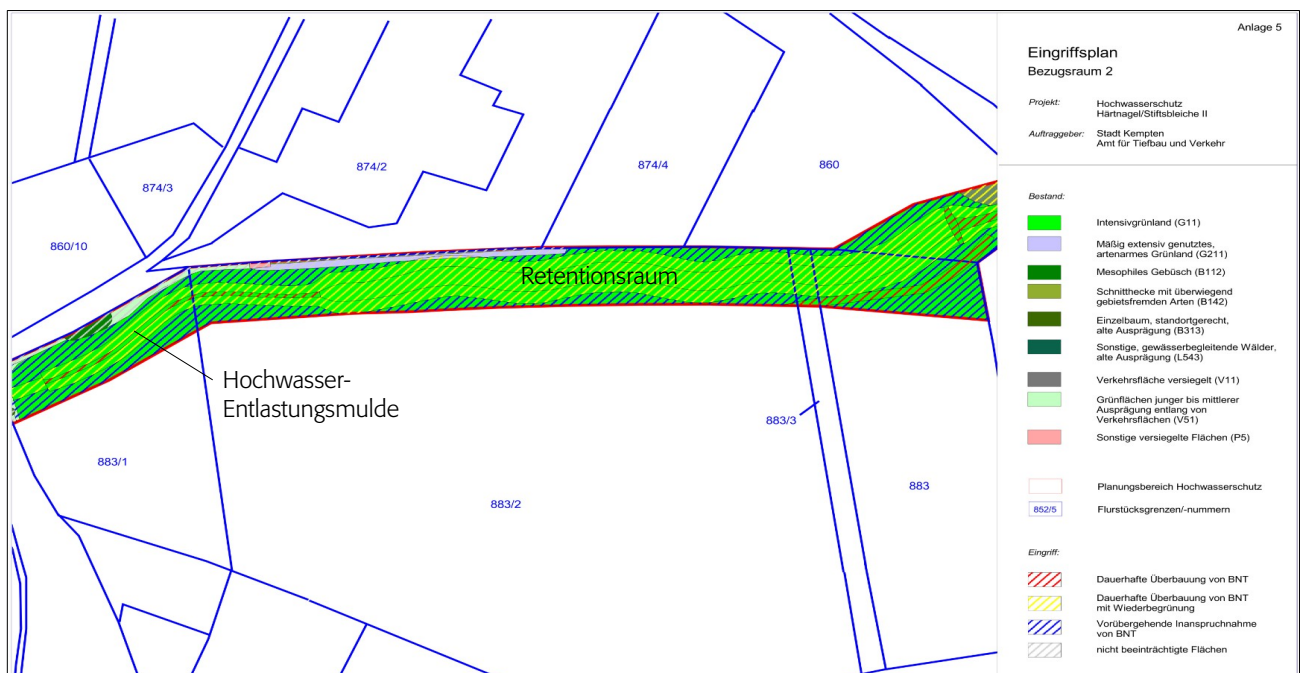 Anlage 5
Eingriffsplan
Bezugsraum 2
Projekt: Hochwasserschutz
Härtnagel/Stiftsbleiche II
Auftraggeber: Stadt Kempten
Amt für Tiefbau und Verkehr
Bestand:
Intensivgrünland (G11)
Mäßig extensiv genutztes,
artenarmes Grünland (G211)
Mesophiles Gebüsch (B112)
Schnitthecke mit überwiegend
gebietsfremden Arten (B142)
Einzelbaum, standortgerecht,
alte Ausprägung (B313)
Sonstige, gewässerbegleitende Wälder,
alte Ausprägung (L543)
Verkehrsfläche versiegelt (V11)
Grünflächen junger bis mittlerer
Ausprägung entlang von
Verkehrsflächen (V51)
Sonstige versiegelte Flächen (P5)
Planungsbereich Hochwasserschutz
852/5 Flurstücksgrenzen/-nummern
Eingriff:
Dauerhafte Überbauung von BNT
Dauerhafte Überbauung von BNT
mit Wiederbegrünung
Vorübergehende Inanspruchnahme
von BNT
nicht beeinträchtigte Flächen
874/2
874/4
860
874/3
860/10
Retentionsraum
Hochwasser-
Entlastungsmulde
883/3
883/1
883/2
883